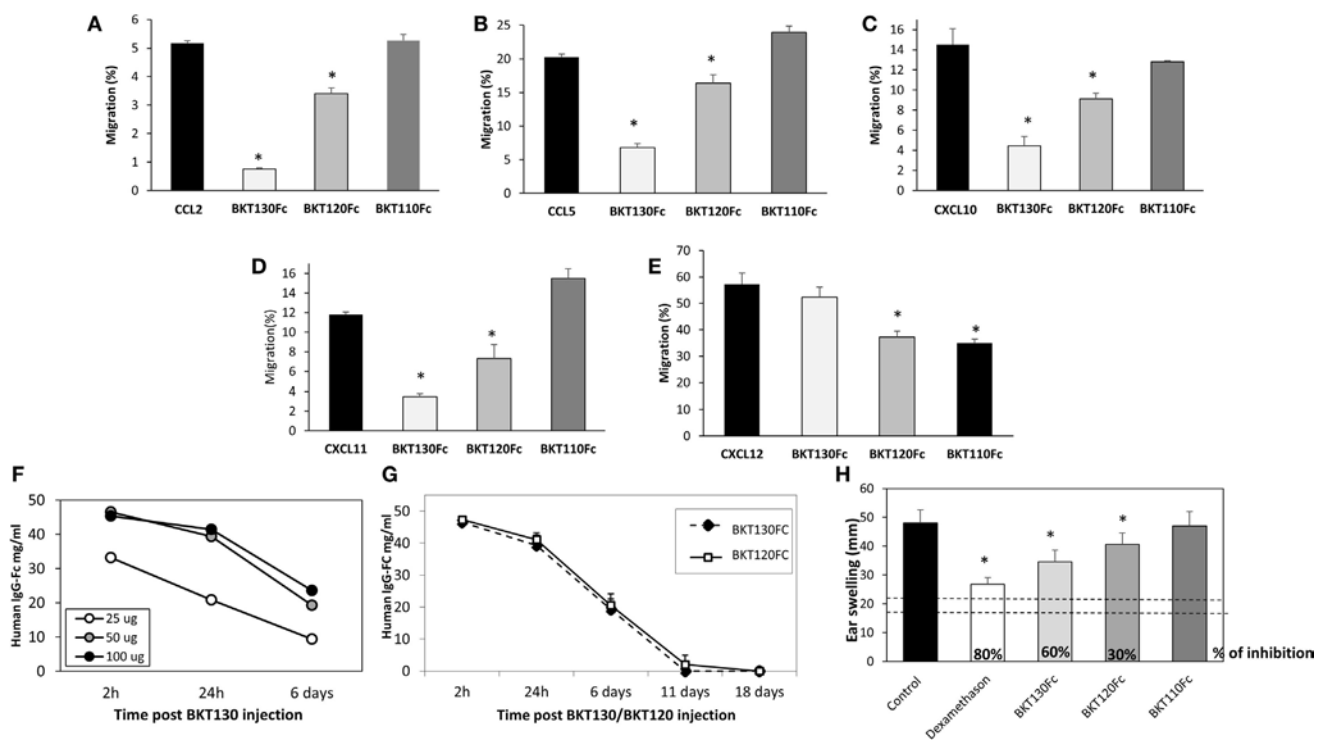 A
Migration (%)
6
5
4
3
2
1
0
*
*
CCL2 BKT130Fc BKT120Fc BKT110Fc
B
Migration (%)
25
20
15
10
5
0
*
*
CCL5 BKT130Fc BKT120Fc BKT110Fc
C
Migration (%)
16
14
12
10
8
6
4
2
0
*
*
CXCL10 BKT130Fc BKT120Fc BKT110Fc
D
Migration(%)
16
14
12
10
8
6
4
2
0
*
*
CXCL11 BKT130Fc BKT120Fc BKT110Fc
E
Migration (%)
70
60
50
40
30
20
10
0
*
*
CXCL12 BKT130Fc BKT120Fc BKT110Fc
F
Human IgG-Fc mg/ml
50
40
30
20
10
0
25 ug
50 ug
100 ug
2h 24h 6 days
Time post BKT130 injection
G
Human IgG-FC mg/ml
50
40
30
20
10
0
BKT130FC
BKT120FC
2h 24h 6 days 11 days 18 days
Time post BKT130/BKT120 injection
H
Ear swelling (mm)
60
50
40
30
20
10
0
*
*
*
80% 60% 30% % of inhibition
Control Dexamethason BKT130Fc BKT120Fc BKT110Fc